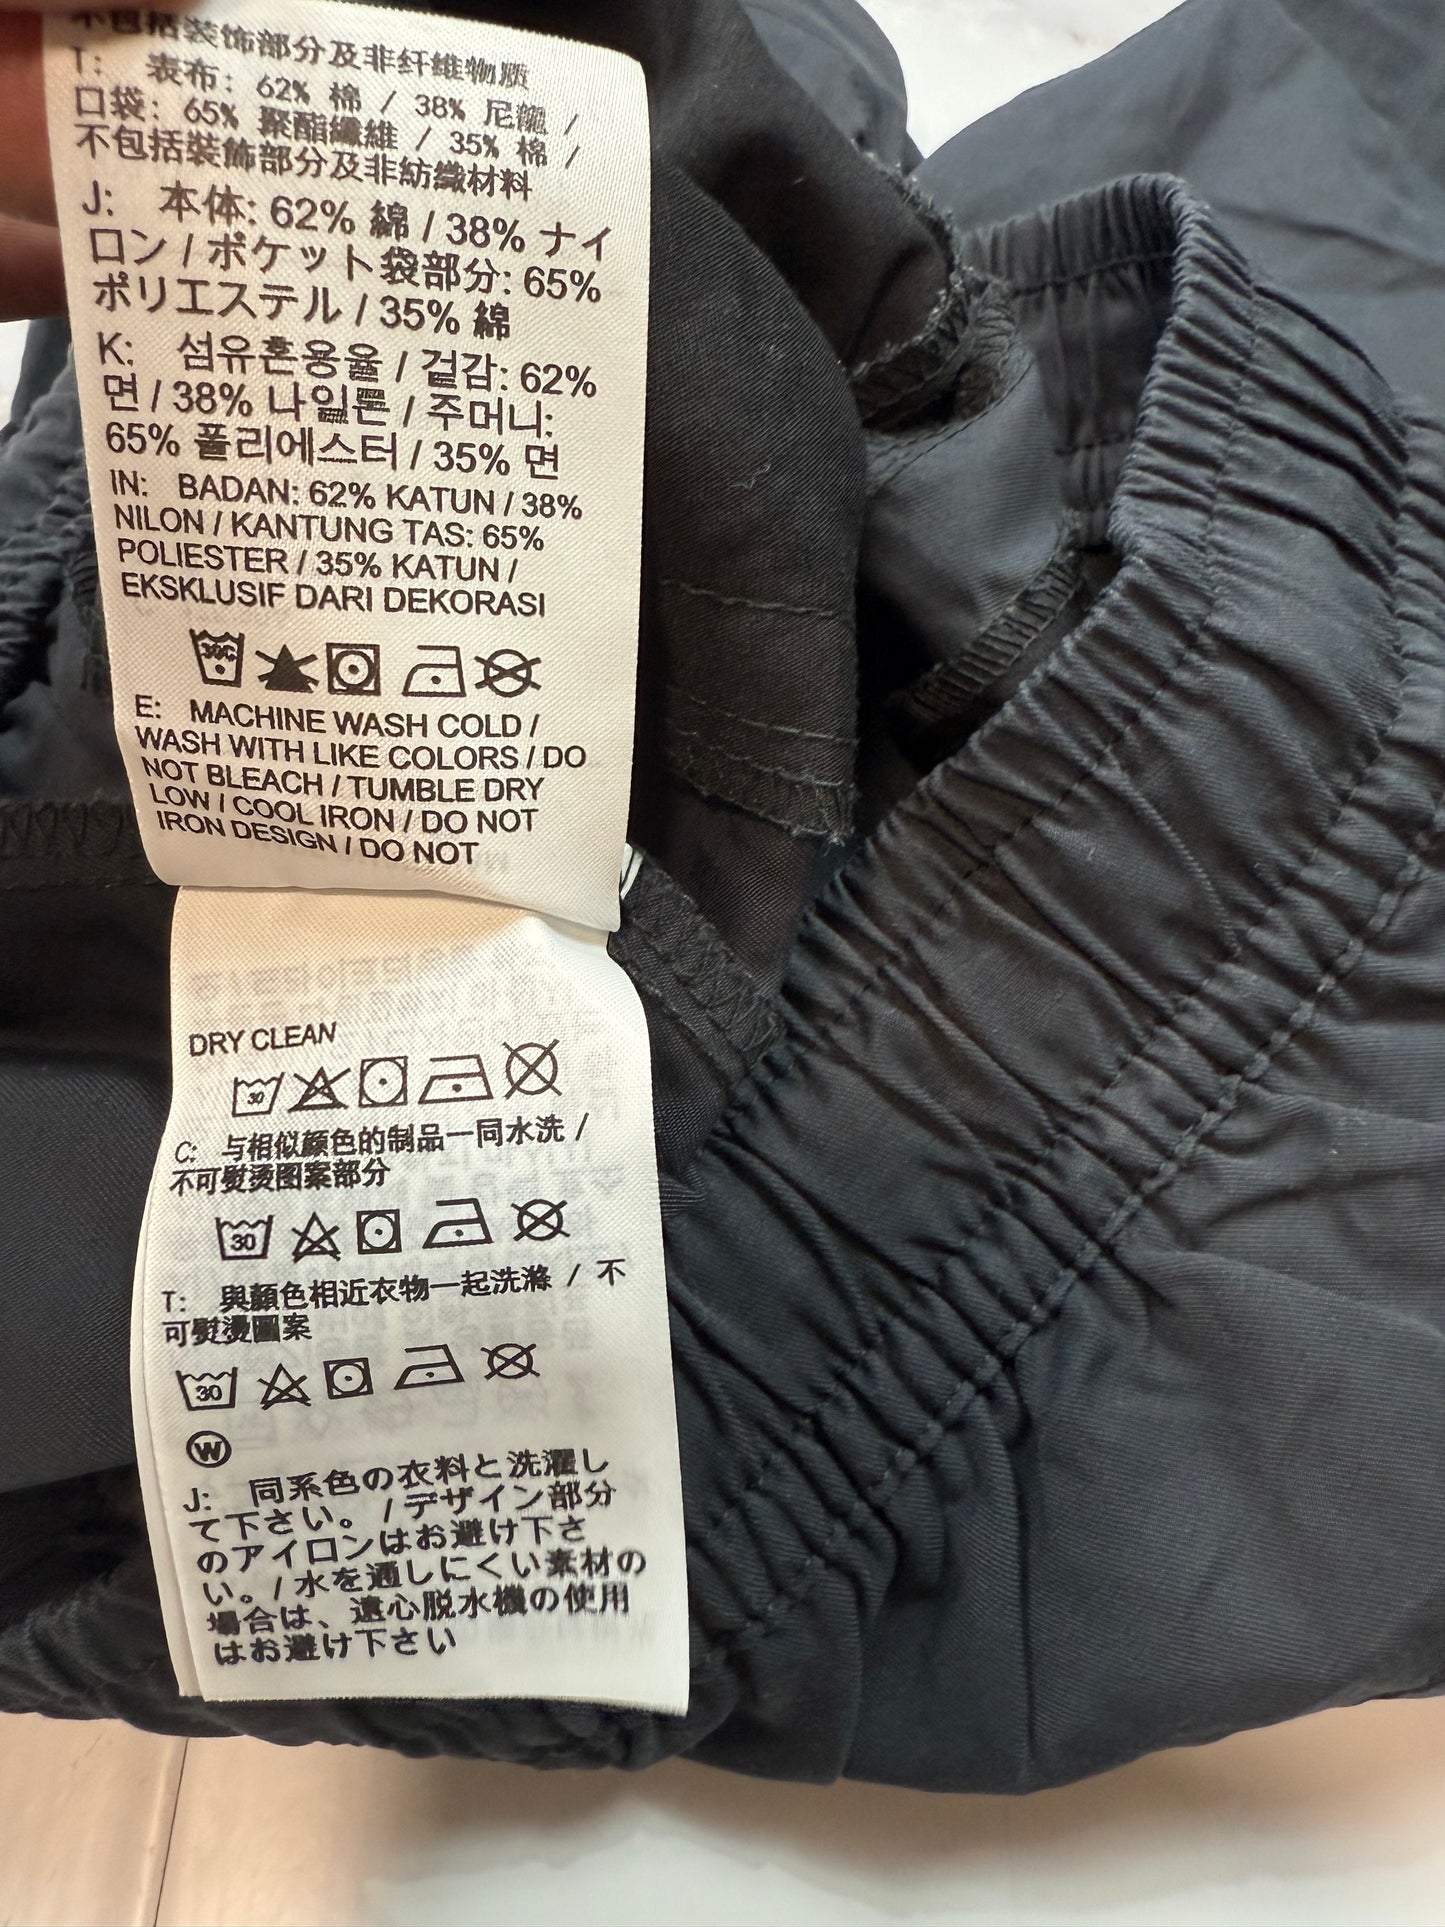 不包括装饰部分及非纤维物质
T: 表布: 62% 棉 / 38% 尼龍 /
口袋: 65% 聚酯纖維 / 35% 棉 /
不包括裝飾部分及非紡織材料
J: 本体: 62% 綿 / 38% ナイ
ロン / ポケット袋部分: 65%
ポリエステル / 35% 綿
K: 섬유혼용율 / 겉감: 62%
면 / 38% 나일론 / 주머니:
65% 폴리에스터 / 35% 면
IN: BADAN: 62% KATUN / 38%
NILON / KANTUNG TAS: 65%
POLIESTER / 35% KATUN /
EKSKLUSIF DARI DEKORASI
30C
E: MACHINE WASH COLD /
WASH WITH LIKE COLORS / DO
NOT BLEACH / TUMBLE DRY
LOW / COOL IRON / DO NOT
IRON DESIGN / DO NOT
DRY CLEAN
30
C: 与相似颜色的制品一同水洗 /
不可熨烫图案部分
30
T: 與顏色相近衣物一起洗滌 / 不
可熨燙圖案
30
W
J: 同系色の衣料と洗濯し
て下さい。 / デザイン部分
のアイロンはお避け下さ
い。 / 水を通しにくい素材の
場合は、遠心脱水機の使用
はお避け下さい